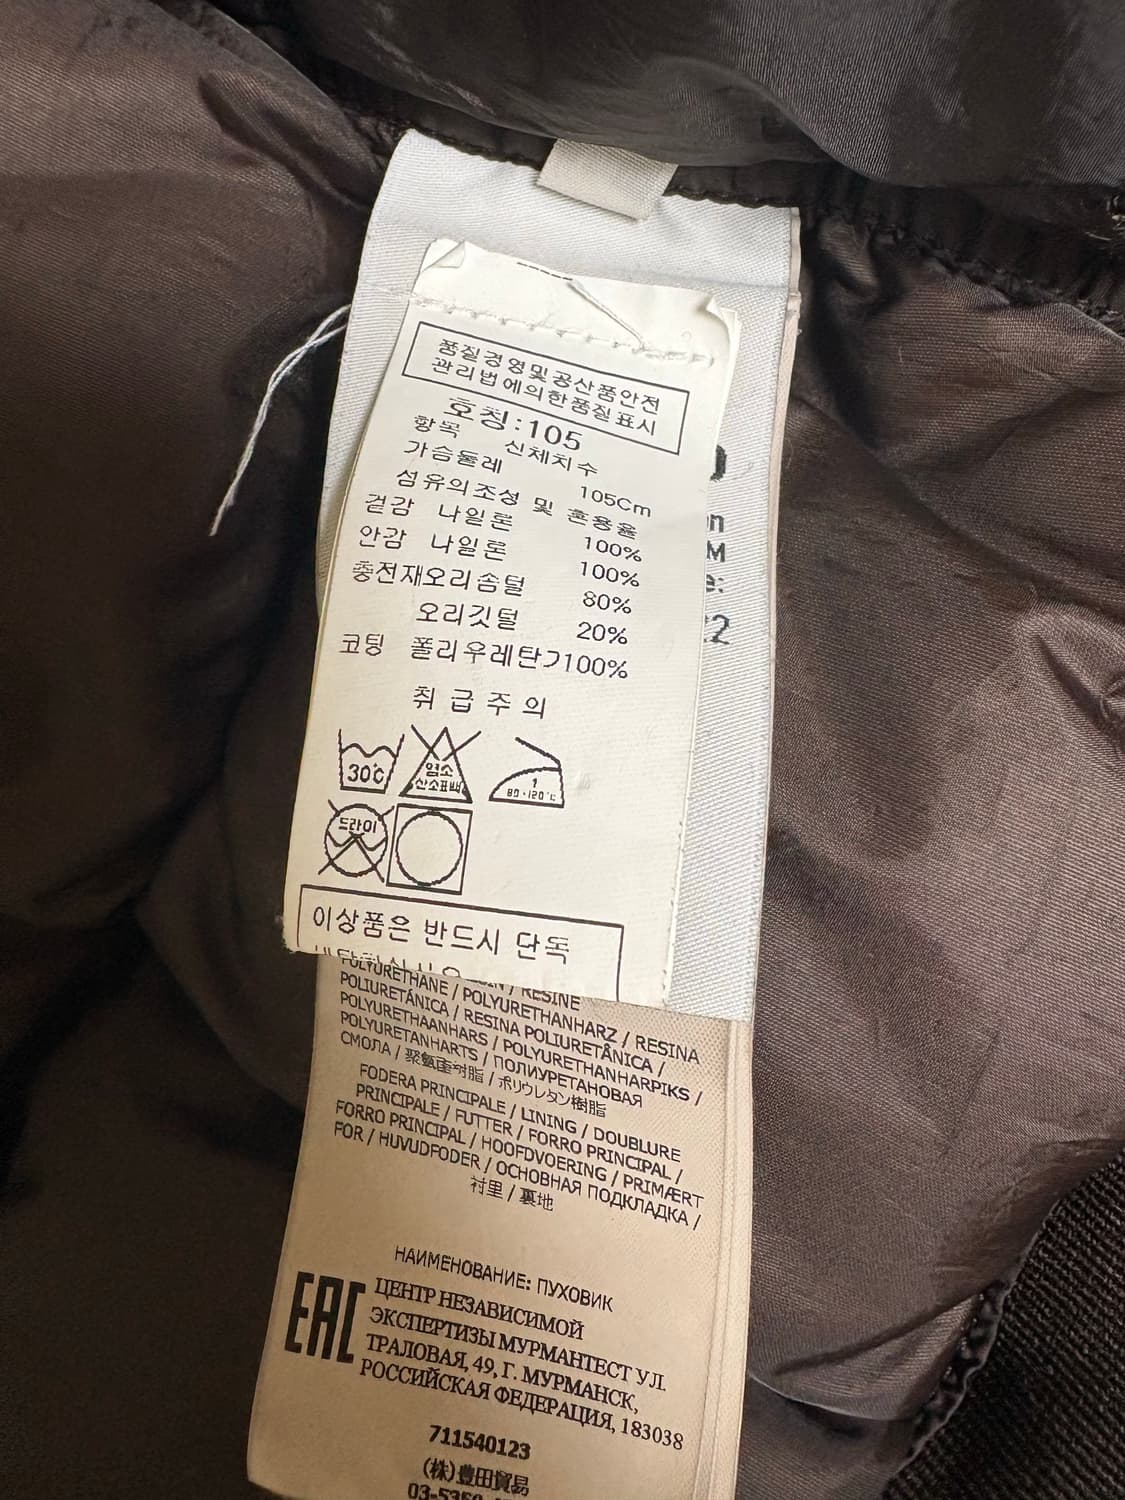 품질경영및공산품안전
관리법에의한품질표시
호칭:105
항목 신체치수
가슴둘레 105Cm
섬유의조성 및 혼용율
겉감 나일론 100%
안감 나일론 100%
충전재오리솜털 80%
오리깃털 20%
코팅 폴리우레탄기100%
취급주의
30℃
염소
산소표백
1
80-120℃
드라이
이상품은 반드시 단독
RESINE
POLYURETHANE / POLYURETHANHARZ / RESINA
POLIURETÁNICA / RESINA POLIURETÂNICA /
POLYURETHAANHARS / POLYURETHANHARPIKS /
POLYURETANHARTS / ПОЛИУРЕТАНОВАЯ
СМОЛА / 聚氨酯树脂 / ポリウレタン樹脂
FODERA PRINCIPALE / LINING / DOUBLURE
PRINCIPALE / FUTTER / FORRO PRINCIPAL /
FORRO PRINCIPAL / HOOFDVOERING / PRIMÆRT
FOR / HUVUDFODER / ОСНОВНАЯ ПОДКЛАДКА /
衬里 / 裏地
НАИМЕНОВАНИЕ: ПУХОВИК
EAC
ЦЕНТР НЕЗАВИСИМОЙ
ЭКСПЕРТИЗЫ МУРМАНТЕСТ УЛ.
ТРАЛОВАЯ, 49, Г. МУРМАНСК,
РОССИЙСКАЯ ФЕДЕРАЦИЯ, 183038
711540123
(株)豊田貿易